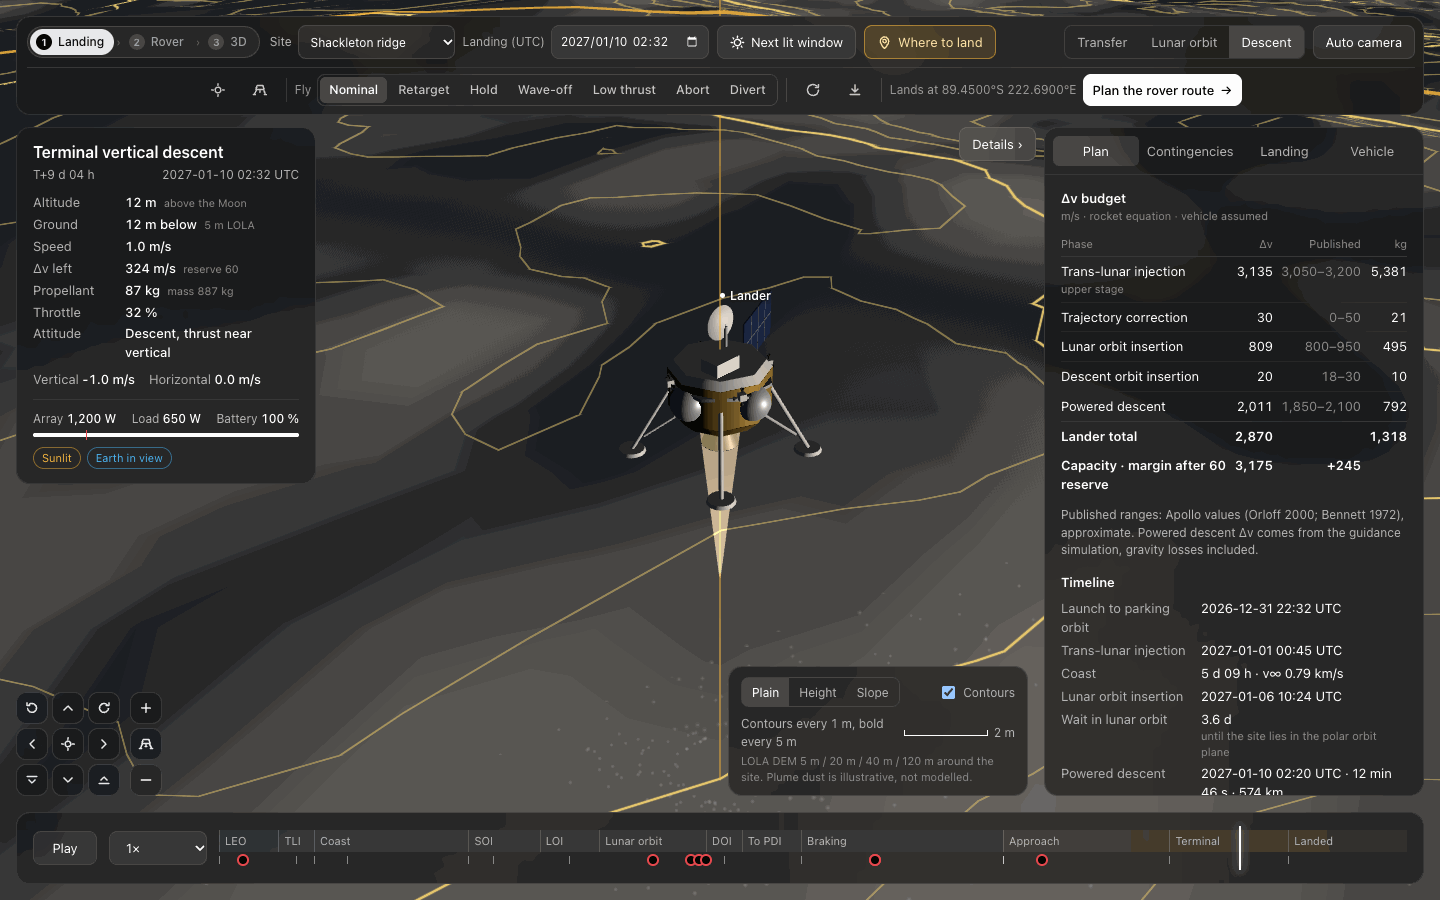 1 Landing › 2 Rover › 3 3D Site Shackleton ridge Landing (UTC) 2027/01/10 02:32 Next lit window Where to land Transfer Lunar orbit Descent Auto camera
Fly Nominal Retarget Hold Wave-off Low thrust Abort Divert Lands at 89.4500°S 222.6900°E Plan the rover route →
Terminal vertical descent
T+9 d 04 h 2027-01-10 02:32 UTC
Altitude 12 m above the Moon
Ground 12 m below 5 m LOLA
Speed 1.0 m/s
Δv left 324 m/s reserve 60
Propellant 87 kg mass 887 kg
Throttle 32 %
Attitude Descent, thrust near
vertical
Vertical -1.0 m/s Horizontal 0.0 m/s
Array 1,200 W Load 650 W Battery 100 %
Sunlit Earth in view
Lander
Details ›
Plan Contingencies Landing Vehicle
Δv budget
m/s · rocket equation · vehicle assumed
Phase Δv Published kg
Trans-lunar injection 3,135 3,050–3,200 5,381
upper stage
Trajectory correction 30 0–50 21
Lunar orbit insertion 809 800–950 495
Descent orbit insertion 20 18–30 10
Powered descent 2,011 1,850–2,100 792
Lander total 2,870 1,318
Capacity · margin after 60 3,175 +245
reserve
Published ranges: Apollo values (Orloff 2000; Bennett 1972),
approximate. Powered descent Δv comes from the guidance
simulation, gravity losses included.
Timeline
Launch to parking 2026-12-31 22:32 UTC
orbit
Trans-lunar injection 2027-01-01 00:45 UTC
Coast 5 d 09 h · v∞ 0.79 km/s
Lunar orbit insertion 2027-01-06 10:24 UTC
Wait in lunar orbit 3.6 d
until the site lies in the polar orbit
plane
Powered descent 2027-01-10 02:20 UTC · 12 min
46 s · 574 km
Plain Height Slope Contours
Contours every 1 m, bold
every 5 m
2 m
LOLA DEM 5 m / 20 m / 40 m / 120 m around the
site. Plume dust is illustrative, not modelled.
Play 1× LEO TLI Coast SOI LOI Lunar orbit DOI To PDI Braking Approach Terminal Landed